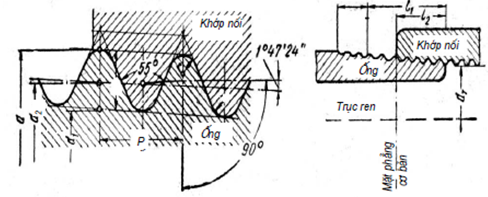 Khớp nối
1°47'24"
55°
d
d₂
d₁
P
Ống
90°
l₁
l₂
Khớp nối
Ống
dT
Trục ren
Mặt phẳng
cơ bản